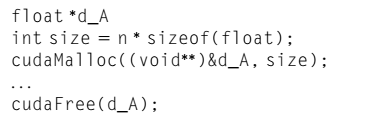 float *d_A
int size = n * sizeof(float);
cudaMalloc((void**)&d_A, size);
...
cudaFree(d_A);